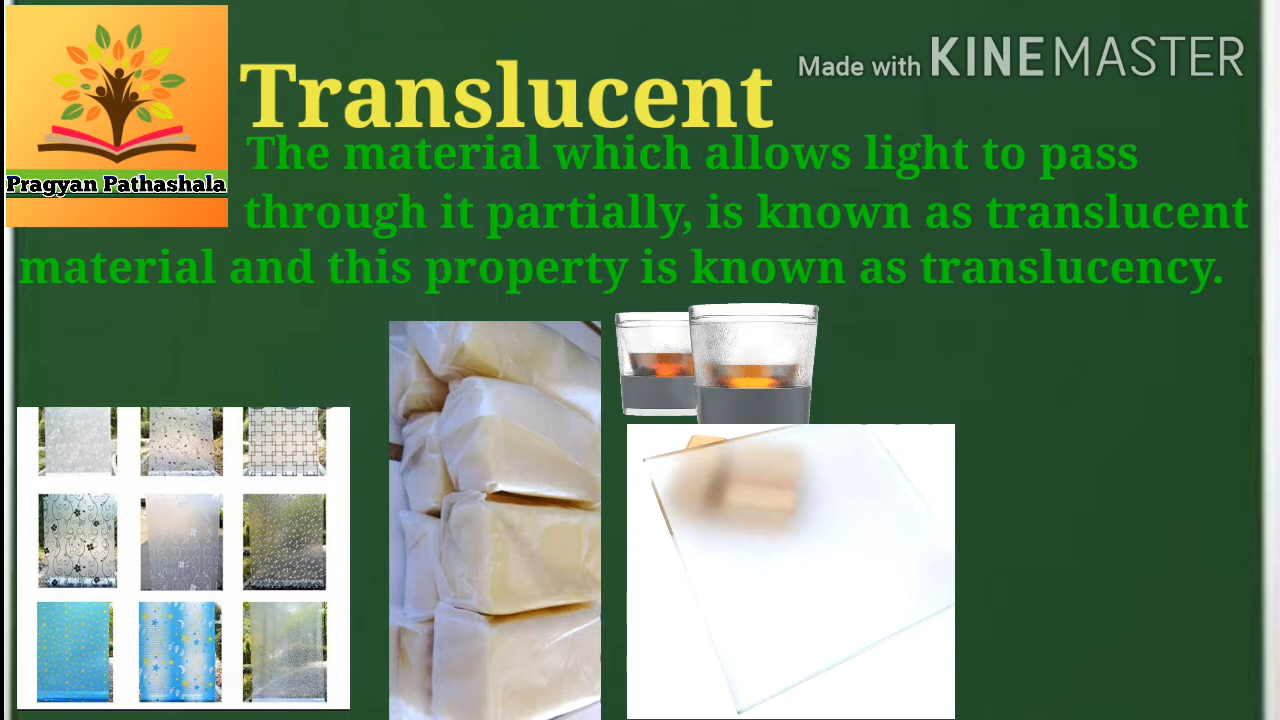 Made with KINEMASTER
Translucent
The material which allows light to pass
through it partially, is known as translucent
material and this property is known as translucency.
Pragyan Pathashala